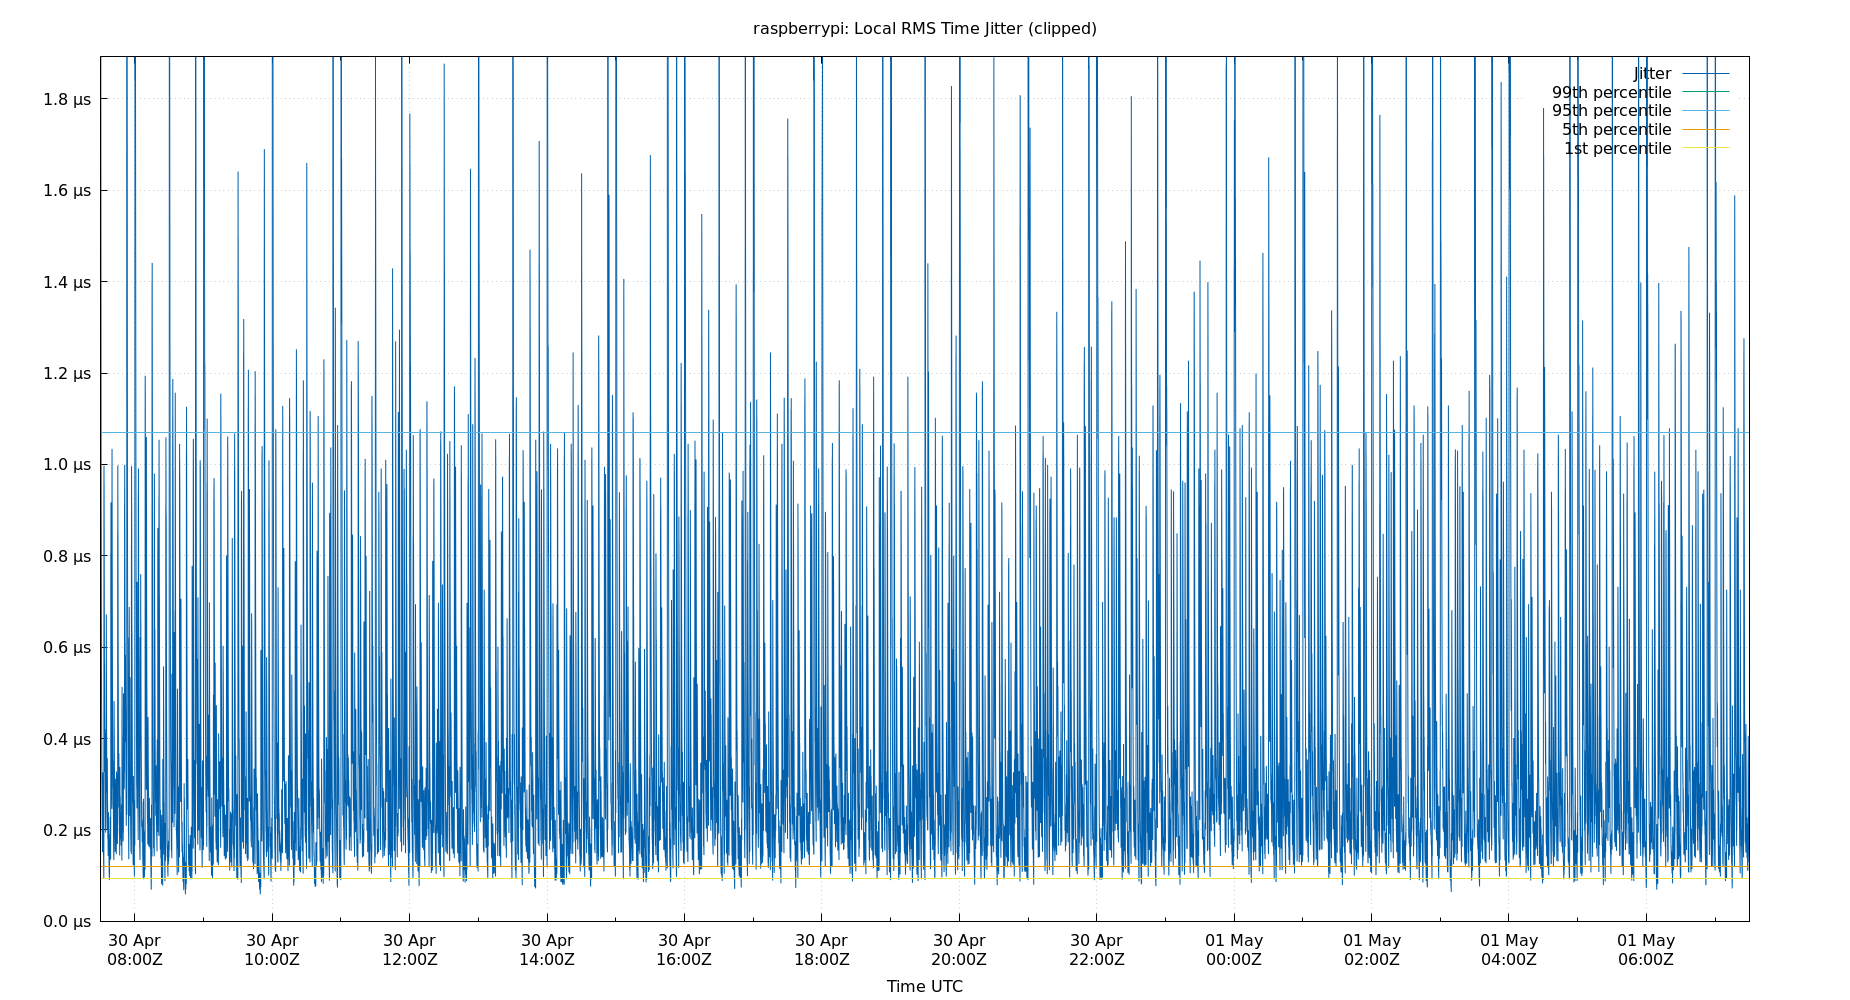 raspberrypi: Local RMS Time Jitter (clipped)
Jitter
99th percentile
95th percentile
5th percentile
1st percentile
1.8 μs
1.6 μs
1.4 μs
1.2 μs
1.0 μs
0.8 μs
0.6 μs
0.4 μs
0.2 μs
0.0 μs
30 Apr 30 Apr 30 Apr 30 Apr 30 Apr 30 Apr 30 Apr 30 Apr 01 May 01 May 01 May 01 May
08:00Z 10:00Z 12:00Z 14:00Z 16:00Z 18:00Z 20:00Z 22:00Z 00:00Z 02:00Z 04:00Z 06:00Z
Time UTC